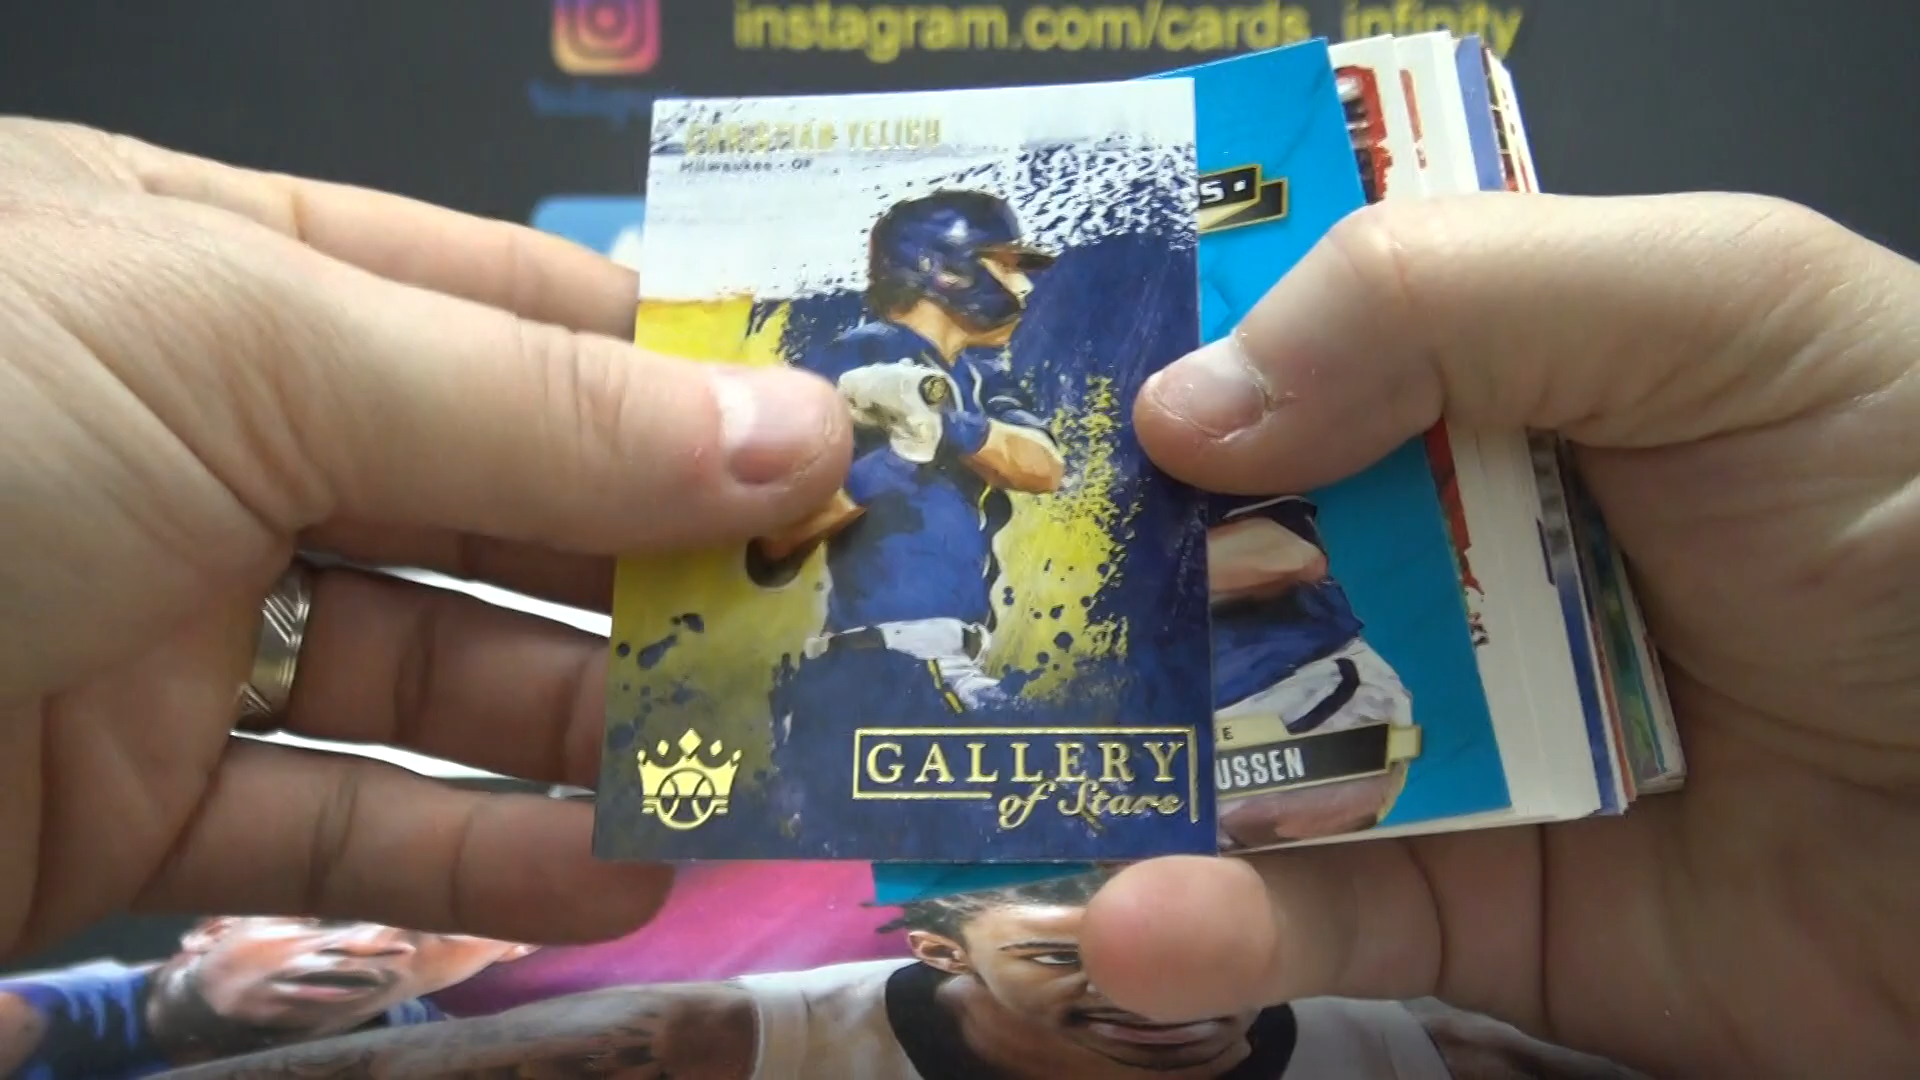 instagram.com/cards_infinity
CHRISTIAN YELICH
Milwaukee - OF
S.
GALLERY
of Stars
E
USSEN